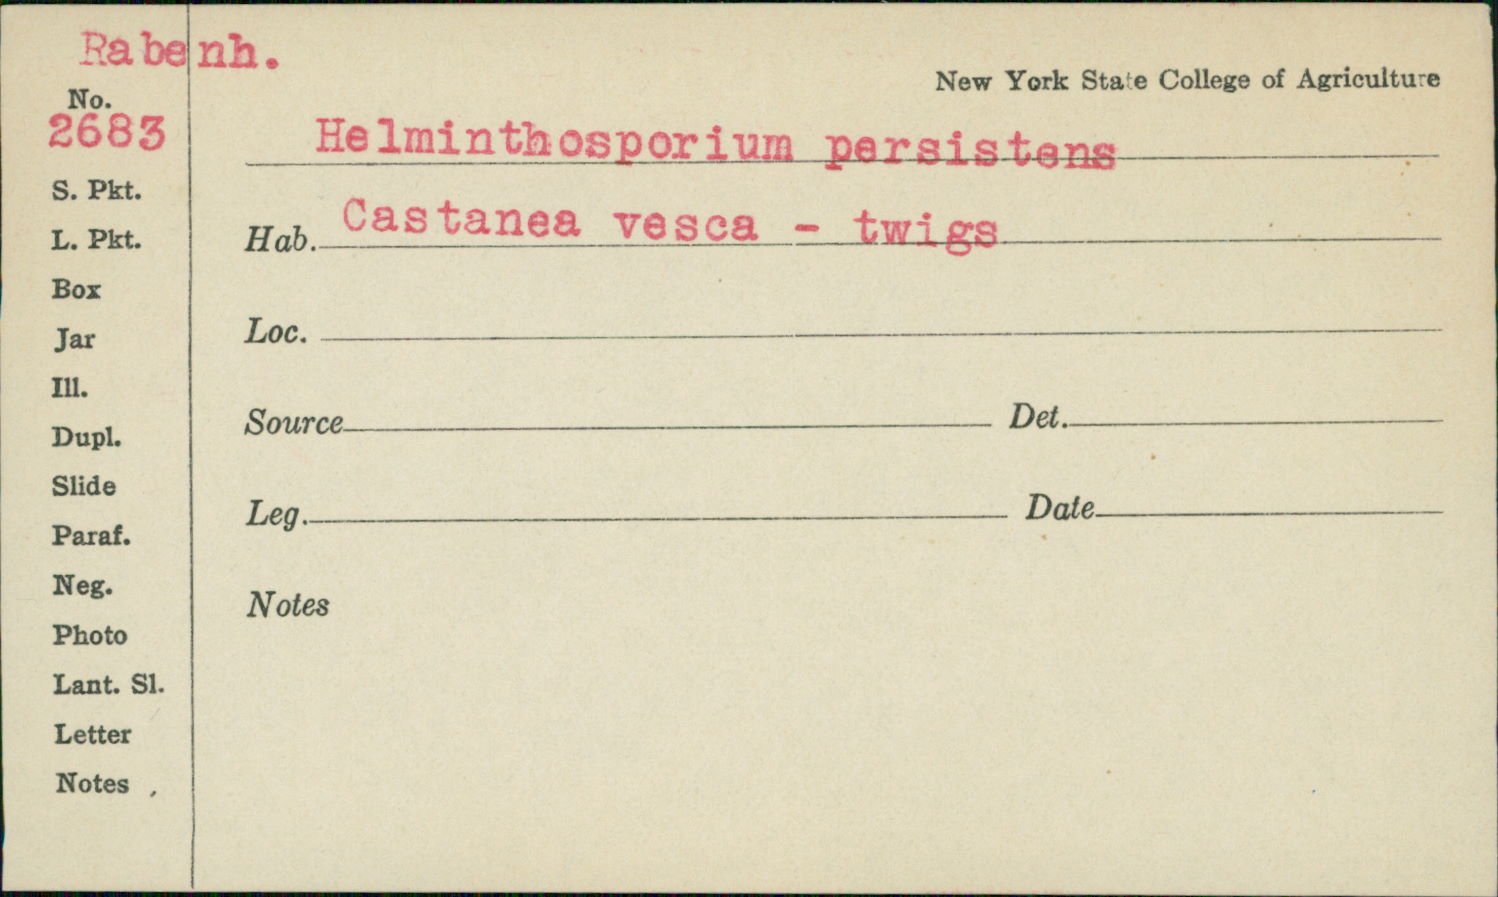 Rabenh.
New York State College of Agriculture
No.
2683
Helminthosporium persistens
S. Pkt.
Hab. Castanea vesca - twigs
L. Pkt.
Box
Loc.
Jar
Ill.
Source Det.
Dupl.
Slide
Leg. Date
Paraf.
Neg.
Notes
Photo
Lant. Sl.
Letter
Notes